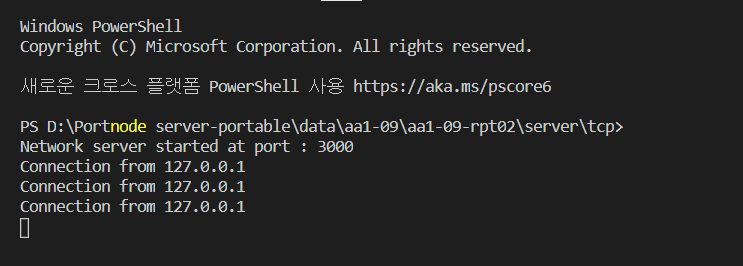 Windows PowerShell
Copyright (C) Microsoft Corporation. All rights reserved.
새로운 크로스 플랫폼 PowerShell 사용 https://aka.ms/pscore6
PS D:\Portnode server-portable\data\aa1-09\aa1-09-rpt02\server\tcp>
Network server started at port : 3000
Connection from 127.0.0.1
Connection from 127.0.0.1
Connection from 127.0.0.1